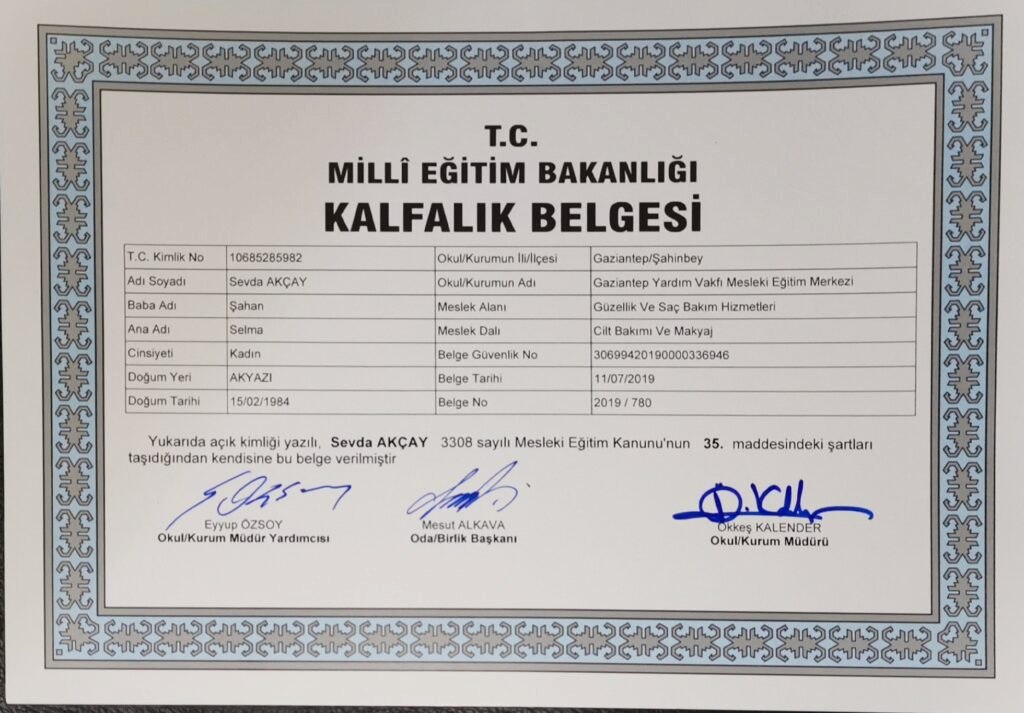 T.C.
MİLLÎ EĞİTİM BAKANLIĞI
KALFALIK BELGESİ
T.C. Kimlik No 10685285982 Okul/Kurumun İli/İlçesi Gaziantep/Şahinbey
Adı Soyadı Sevda AKÇAY Okul/Kurumun Adı Gaziantep Yardım Vakfı Mesleki Eğitim Merkezi
Baba Adı Şahan Meslek Alanı Güzellik Ve Saç Bakım Hizmetleri
Ana Adı Selma Meslek Dalı Cilt Bakımı Ve Makyaj
Cinsiyeti Kadın Belge Güvenlik No 30699420190000336946
Doğum Yeri AKYAZI Belge Tarihi 11/07/2019
Doğum Tarihi 15/02/1984 Belge No 2019 / 780
Yukarıda açık kimliği yazılı, Sevda AKÇAY 3308 sayılı Mesleki Eğitim Kanunu'nun 35. maddesindeki şartları
taşıdığından kendisine bu belge verilmiştir
Eyyup ÖZSOY Mesut ALKAVA Ökkeş KALENDER
Okul/Kurum Müdür Yardımcısı Oda/Birlik Başkanı Okul/Kurum Müdürü